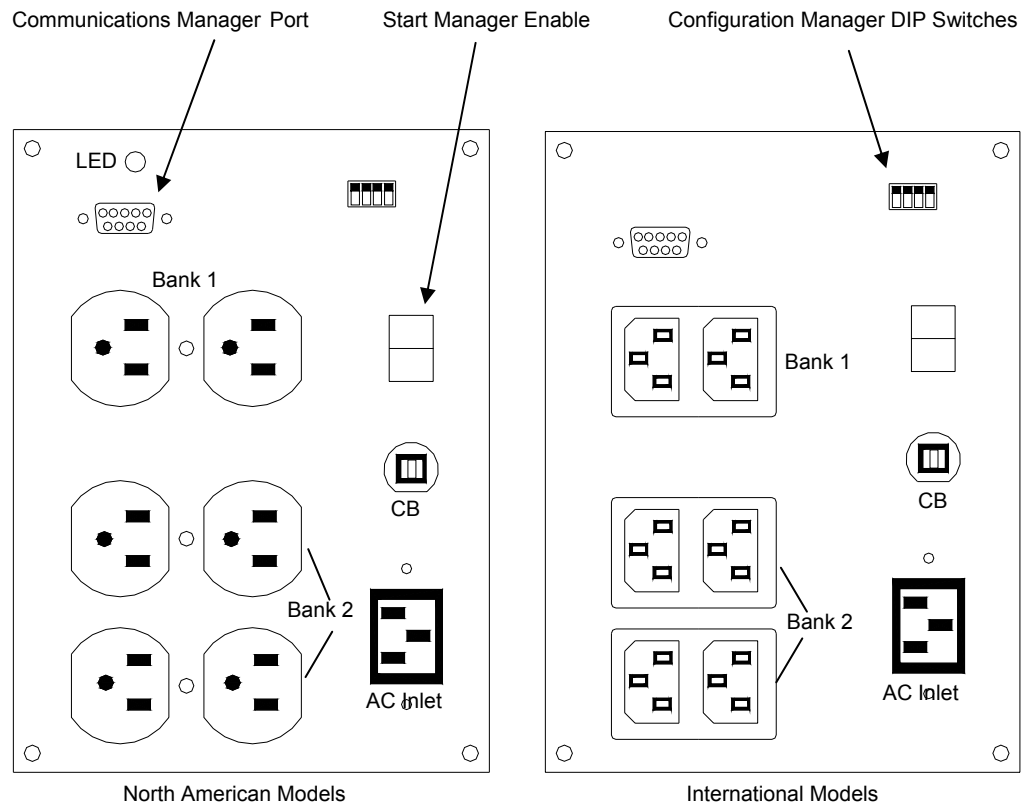 Communications Manager Port
Start Manager Enable
Configuration Manager DIP Switches
LED
Bank 1
Bank 1
CB
CB
Bank 2
Bank 2
AC Inlet
AC Inlet
North American Models
International Models